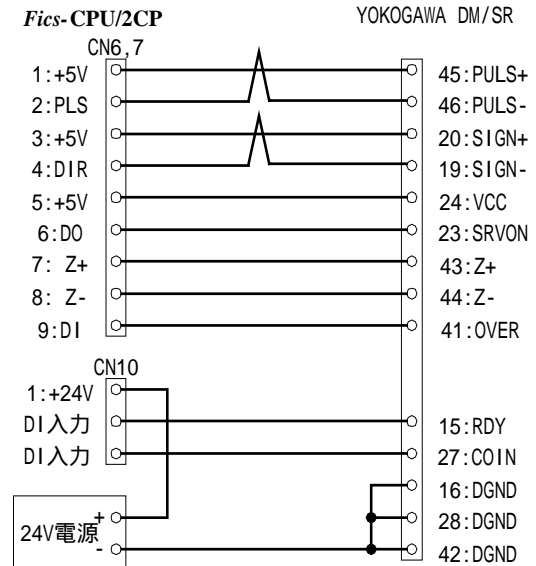 Fics-CPU/2CP YOKOGAWA DM/SR
CN6,7
1:+5V 45:PULS+
2:PLS 46:PULS-
3:+5V 20:SIGN+
4:DIR 19:SIGN-
5:+5V 24:VCC
6:DO 23:SRVON
7: Z+ 43:Z+
8: Z- 44:Z-
9:DI 41:OVER
CN10
1:+24V
DI入力 15:RDY
DI入力 27:COIN
16:DGND
+
24V電源 28:DGND
- 42:DGND